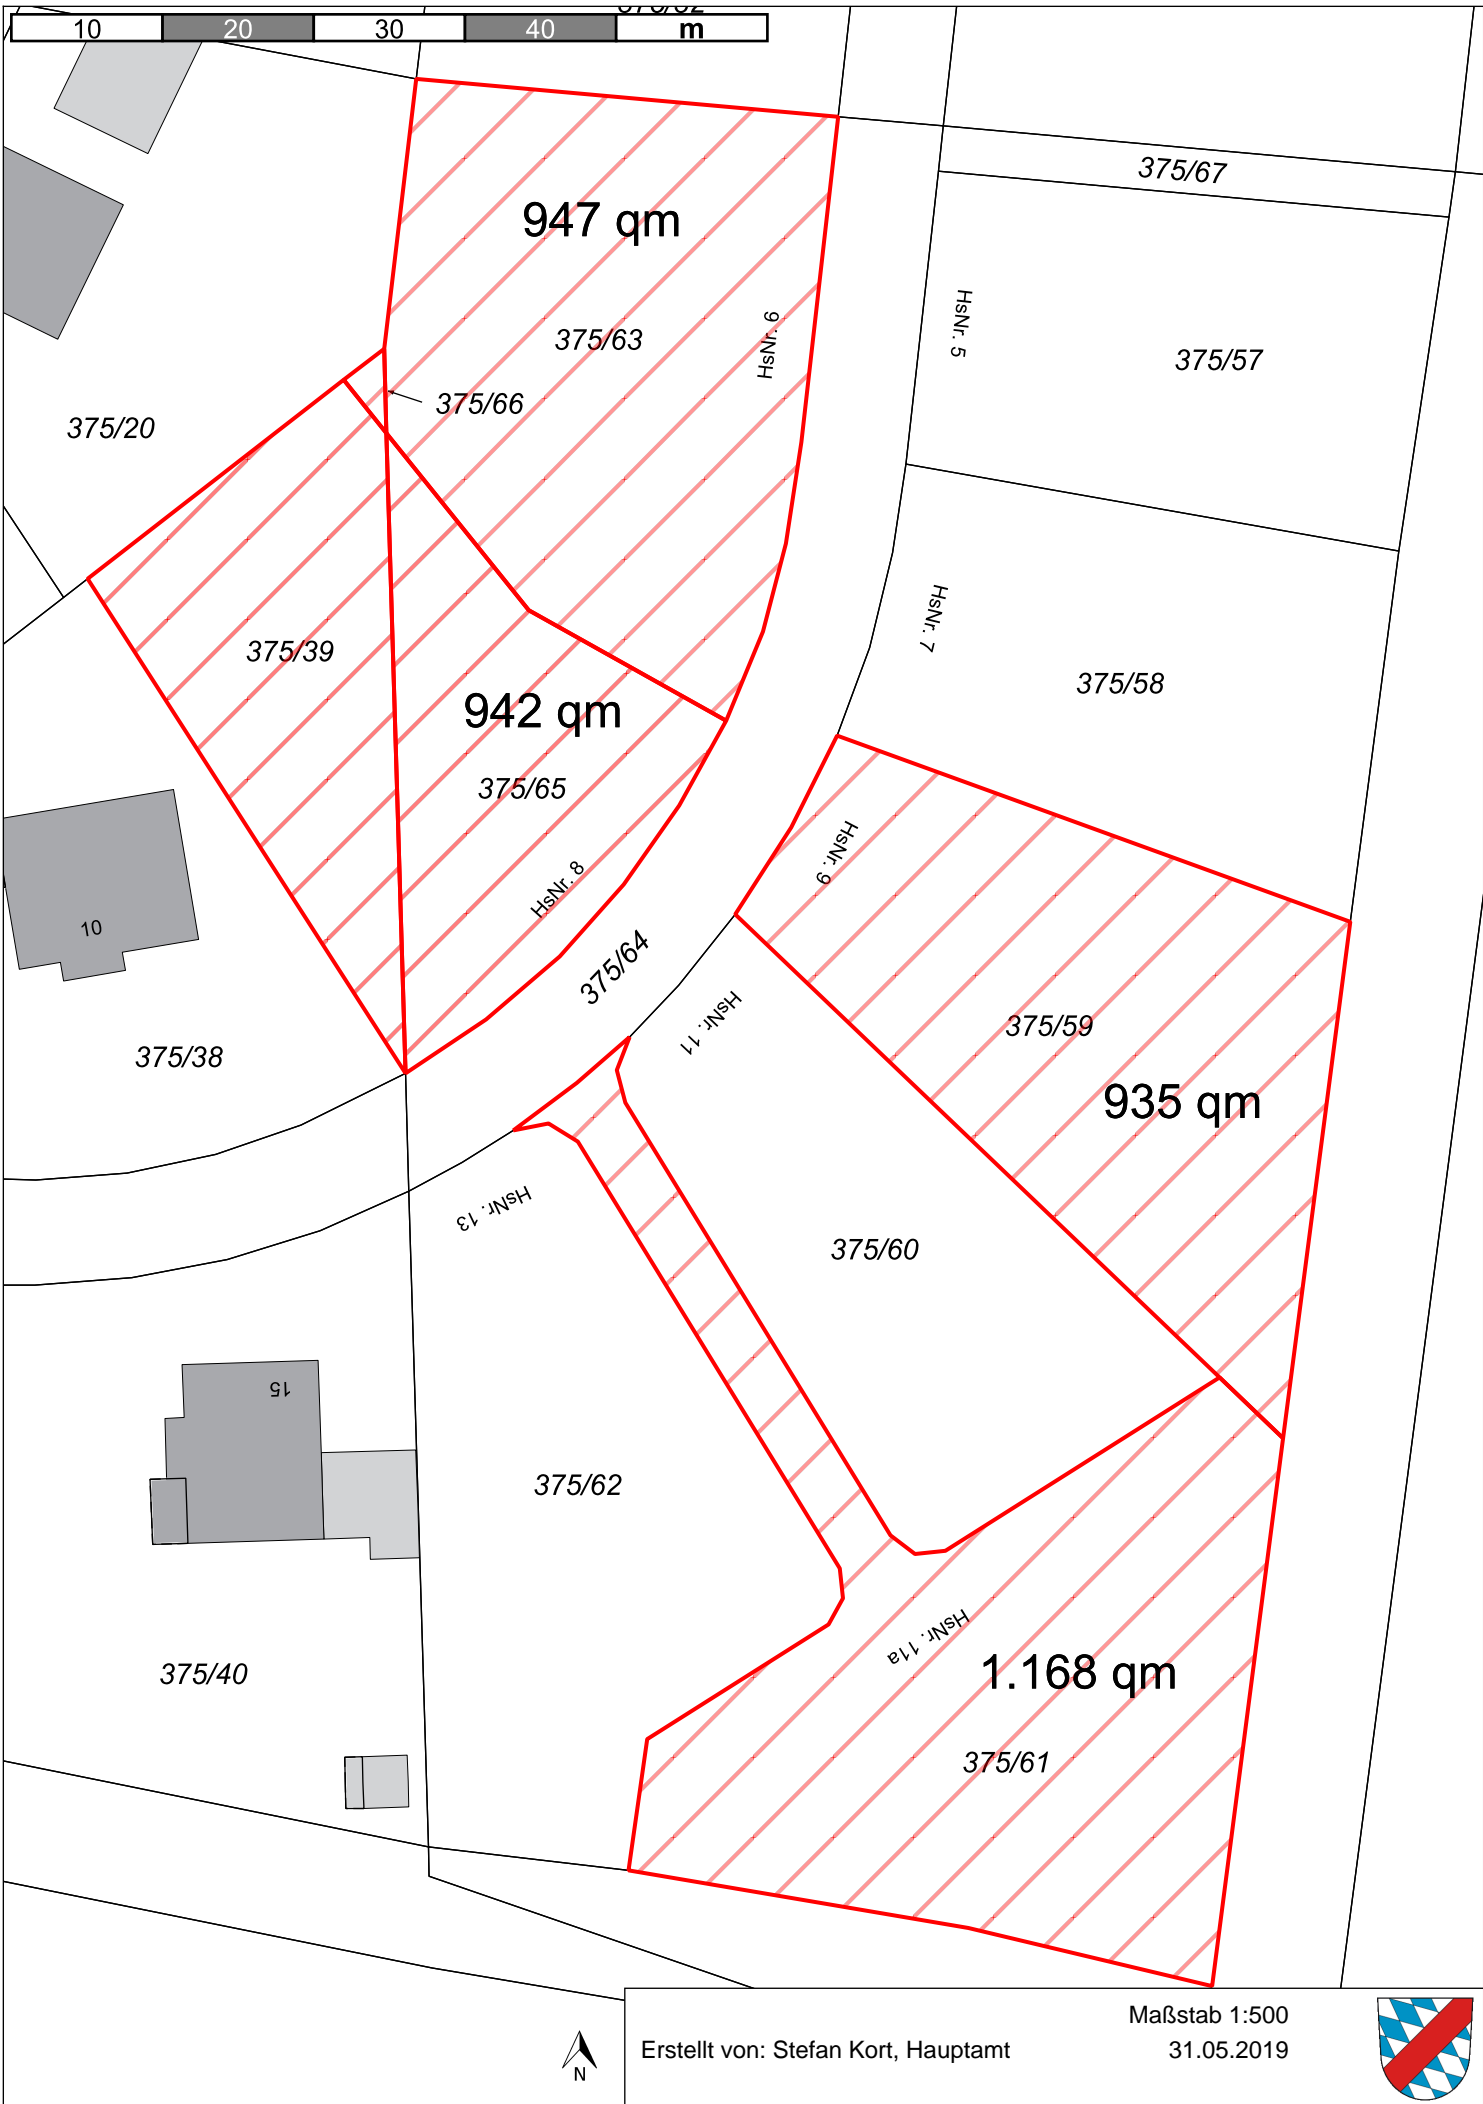 10 20 30 40 m
375/67
947 qm
HsNr. 6
HsNr. 5
375/63
375/57
375/66
375/20
HsNr. 7
375/39
375/58
942 qm
375/65
HsNr. 9
HsNr. 8
10
375/64
HsNr. 11
375/59
375/38
935 qm
HsNr. 13
375/60
15
375/62
HsNr. 11a
375/40
1.168 qm
375/61
Maßstab 1:500
Erstellt von: Stefan Kort, Hauptamt
31.05.2019
N